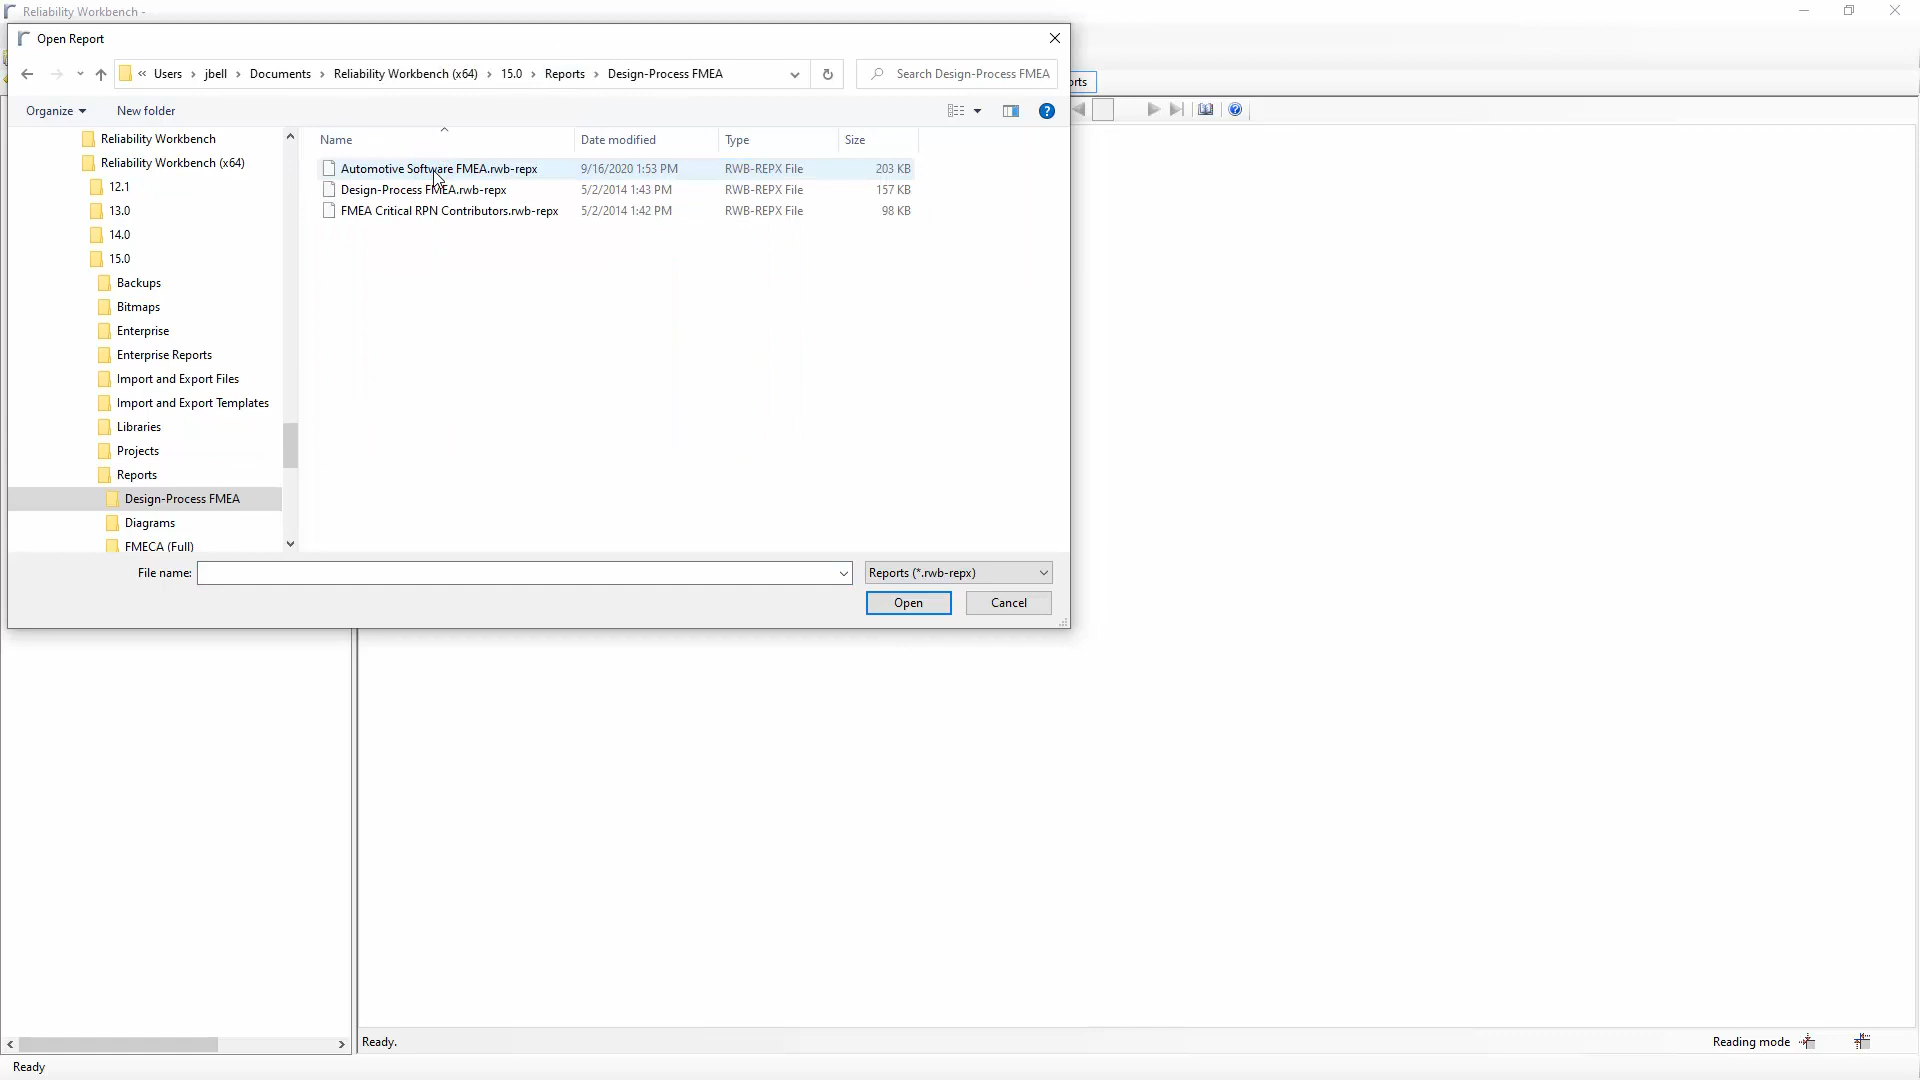 Reliability Workbench -
Open Report
« Users › jbell › Documents › Reliability Workbench (x64) › 15.0 › Reports › Design-Process FMEA
Search Design-Process FMEA
orts
Organize
New folder
Reliability Workbench
Reliability Workbench (x64)
12.1
13.0
14.0
15.0
Backups
Bitmaps
Enterprise
Enterprise Reports
Import and Export Files
Import and Export Templates
Libraries
Projects
Reports
Design-Process FMEA
Diagrams
FMECA (Full)
Name Date modified Type Size
Automotive Software FMEA.rwb-repx 9/16/2020 1:53 PM RWB-REPX File 203 KB
Design-Process FMEA.rwb-repx 5/2/2014 1:43 PM RWB-REPX File 157 KB
FMEA Critical RPN Contributors.rwb-repx 5/2/2014 1:42 PM RWB-REPX File 98 KB
File name:
Reports (*.rwb-repx)
Open
Cancel
Ready.
Reading mode
Ready